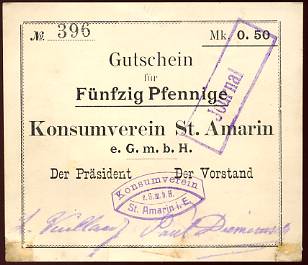 № 396 Mk. 0. 50
Gutschein
für
Fünfzig Pfennige
Journal
Konsumverein St. Amarin
e. G. m. b. H.
Der Präsident Der Vorstand
Konsumverein
e. G. m. b. H.
St. Amarin i. E.
Paul